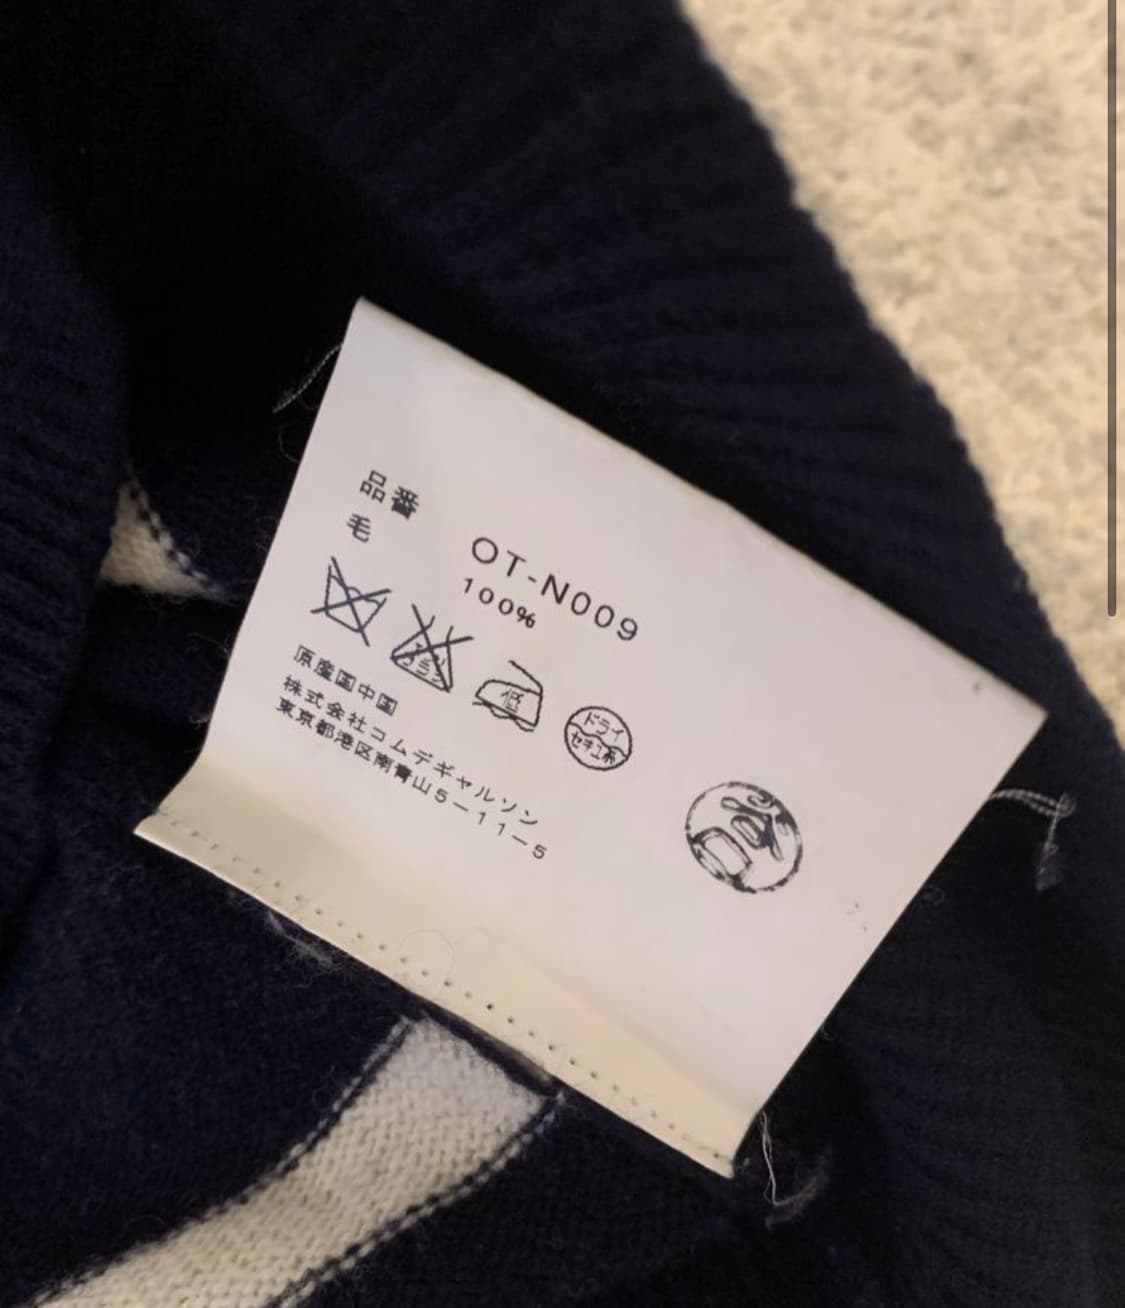 品番 OT-N009
毛 100%
低
ドライ
セキユ系
原産国中国
株式会社コムデギャルソン
東京都港区南青山5-11-5